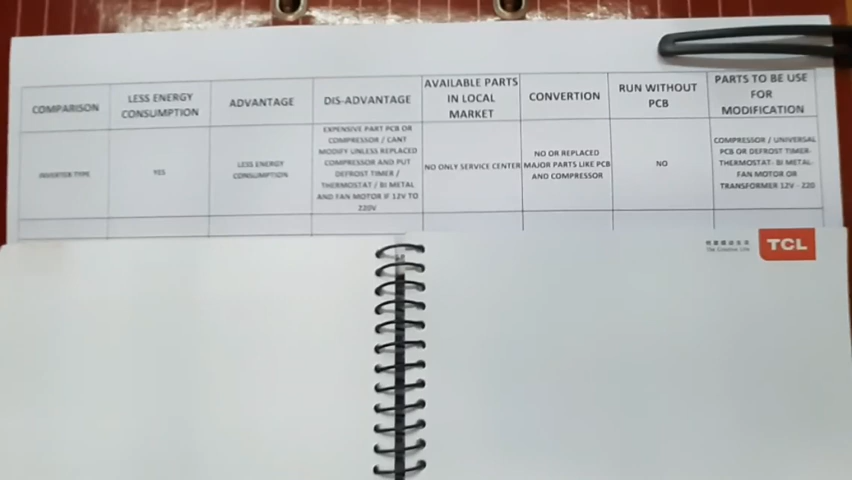 COMPARISON
LESS ENERGY
CONSUMPTION
ADVANTAGE
DIS-ADVANTAGE
AVAILABLE PARTS
IN LOCAL
MARKET
CONVERTION
RUN WITHOUT
PCB
PARTS TO BE USE
FOR
MODIFICATION
INVERTER TYPE
YES
LESS ENERGY
CONSUMPTION
EXPENSIVE PART PCB OR
COMPRESSOR / CANT
MODIFY UNLESS REPLACED
COMPRESSOR AND PUT
DEFROST TIMER /
THERMOSTAT / BI METAL
AND FAN MOTOR IF 12V TO
220V
NO ONLY SERVICE CENTER
NO OR REPLACED
MAJOR PARTS LIKE PCB
AND COMPRESSOR
NO
COMPRESSOR / UNIVERSAL
PCB OR DEFROST TIMER-
THERMOSTAT- BI METAL-
FAN MOTOR OR
TRANSFORMER 12V - 220
The Creative Life
TCL